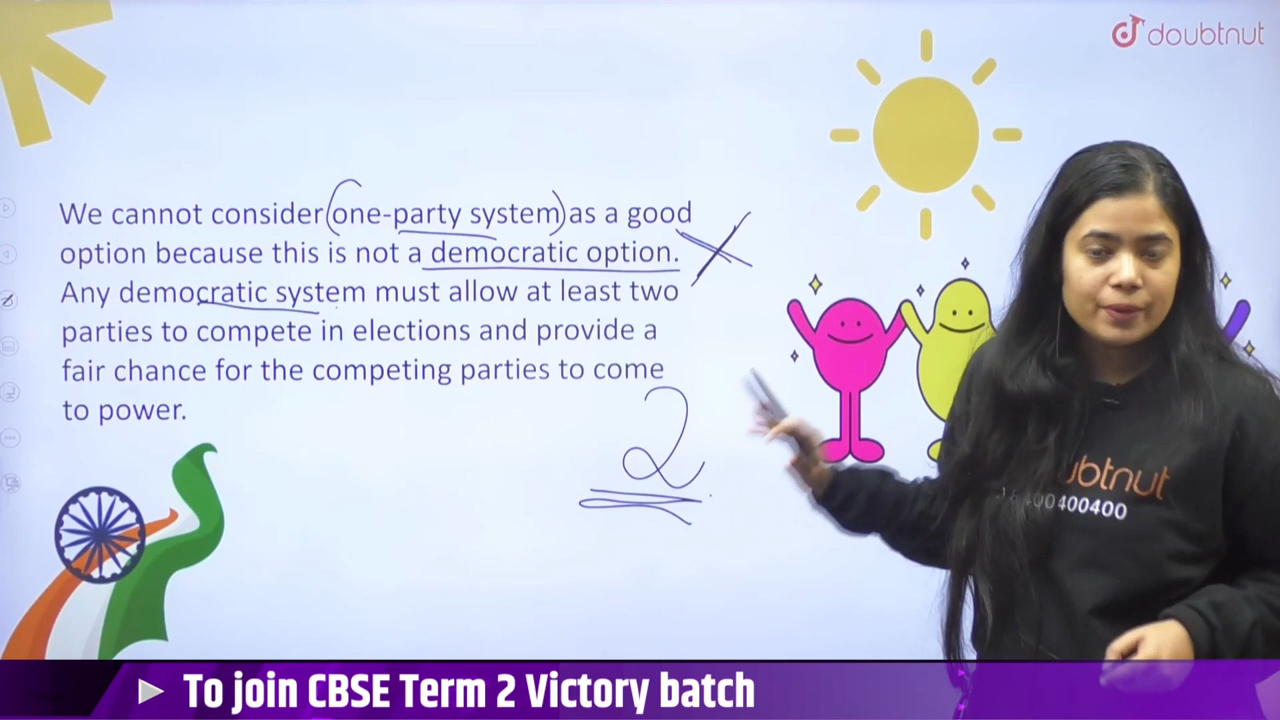 doubtnut
We cannot consider one-party system as a good
option because this is not a democratic option.
Any democratic system must allow at least two
parties to compete in elections and provide a
fair chance for the competing parties to come
to power.
2
ubtnut
400400
To join CBSE Term 2 Victory batch